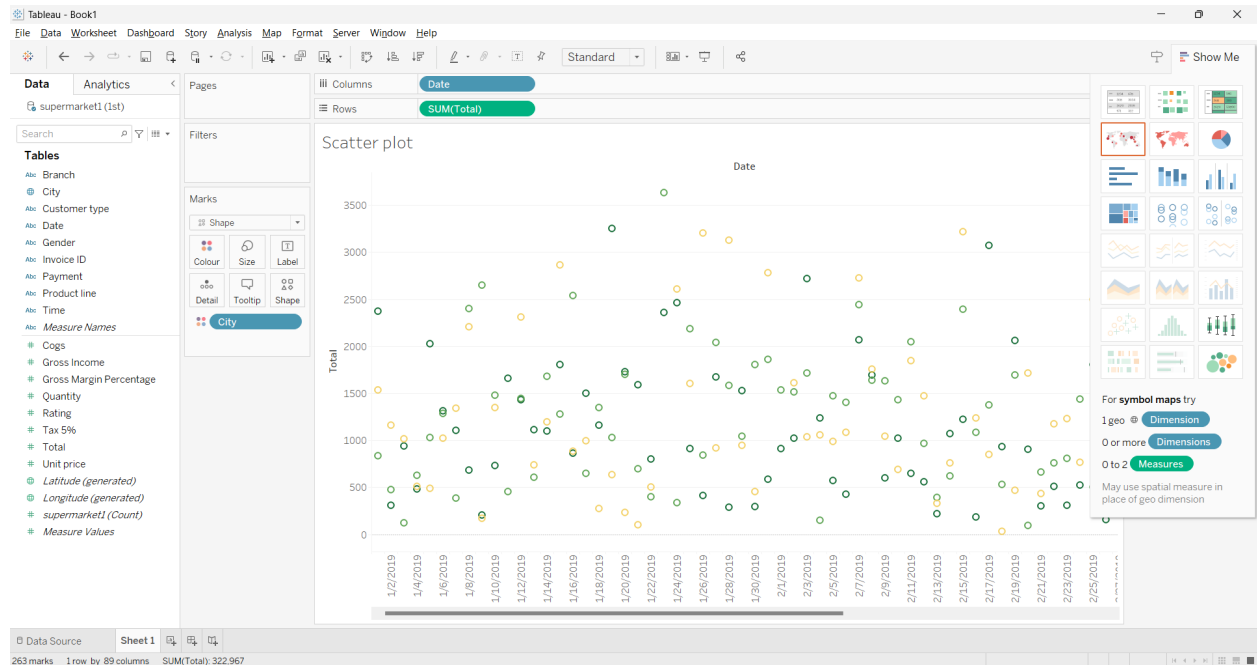 Tableau - Book1
File Data Worksheet Dashboard Story Analysis Map Format Server Window Help
Standard
Show Me
Data Analytics
supermarket1 (1st)
Search
Tables
Abc Branch
City
Abc Customer type
Abc Date
Abc Gender
Abc Invoice ID
Abc Payment
Abc Product line
Abc Time
Abc Measure Names
# Cogs
# Gross Income
# Gross Margin Percentage
# Quantity
# Rating
# Tax 5%
# Total
# Unit price
Latitude (generated)
Longitude (generated)
# supermarket1 (Count)
# Measure Values
Pages
Filters
Marks
Shape
Colour Size Label
Detail Tooltip Shape
City
Columns Date
Rows SUM(Total)
Scatter plot
Date
Total
3500
3000
2500
2000
1500
1000
500
0
1/2/2019
1/4/2019
1/6/2019
1/8/2019
1/10/2019
1/12/2019
1/14/2019
1/16/2019
1/18/2019
1/20/2019
1/22/2019
1/24/2019
1/26/2019
1/28/2019
1/30/2019
2/1/2019
2/3/2019
2/5/2019
2/7/2019
2/9/2019
2/11/2019
2/13/2019
2/15/2019
2/17/2019
2/19/2019
2/21/2019
2/23/2019
2/25/2019
For symbol maps try
1 geo Dimension
0 or more Dimensions
0 to 2 Measures
May use spatial measure in
place of geo dimension
Data Source Sheet 1
263 marks 1 row by 89 columns SUM(Total): 322,967